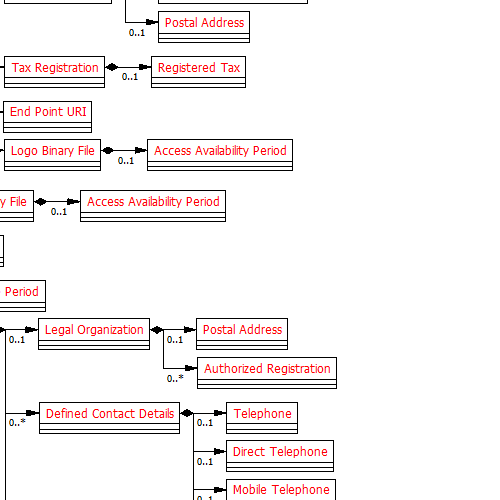 Postal Address
0..1
Tax Registration
0..1
Registered Tax
End Point URI
Logo Binary File
0..1
Access Availability Period
y File
0..1
Access Availability Period
Period
0..1
Legal Organization
0..1
Postal Address
0..*
Authorized Registration
0..*
Defined Contact Details
0..1
Telephone
0..1
Direct Telephone
0..1
Mobile Telephone